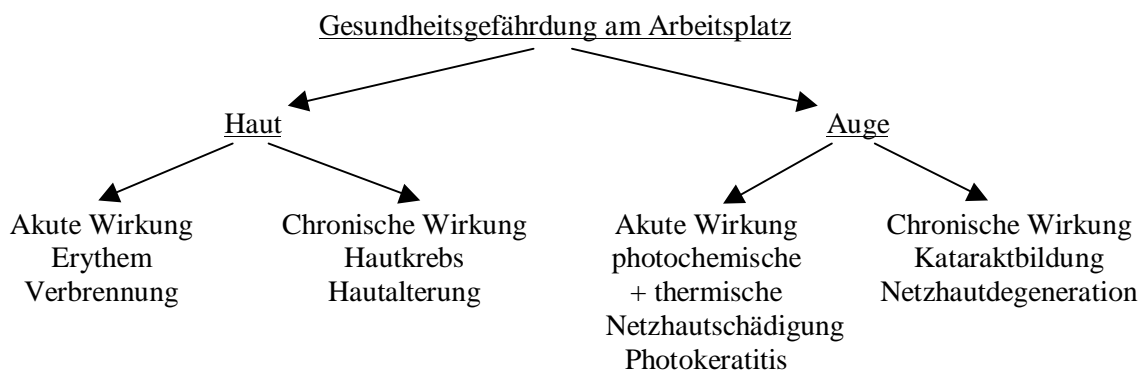 Gesundheitsgefährdung am Arbeitsplatz
Haut
Auge
Akute Wirkung
Erythem
Verbrennung
Chronische Wirkung
Hautkrebs
Hautalterung
Akute Wirkung
photochemische
+ thermische
Netzhautschädigung
Photokeratitis
Chronische Wirkung
Kataraktbildung
Netzhautdegeneration